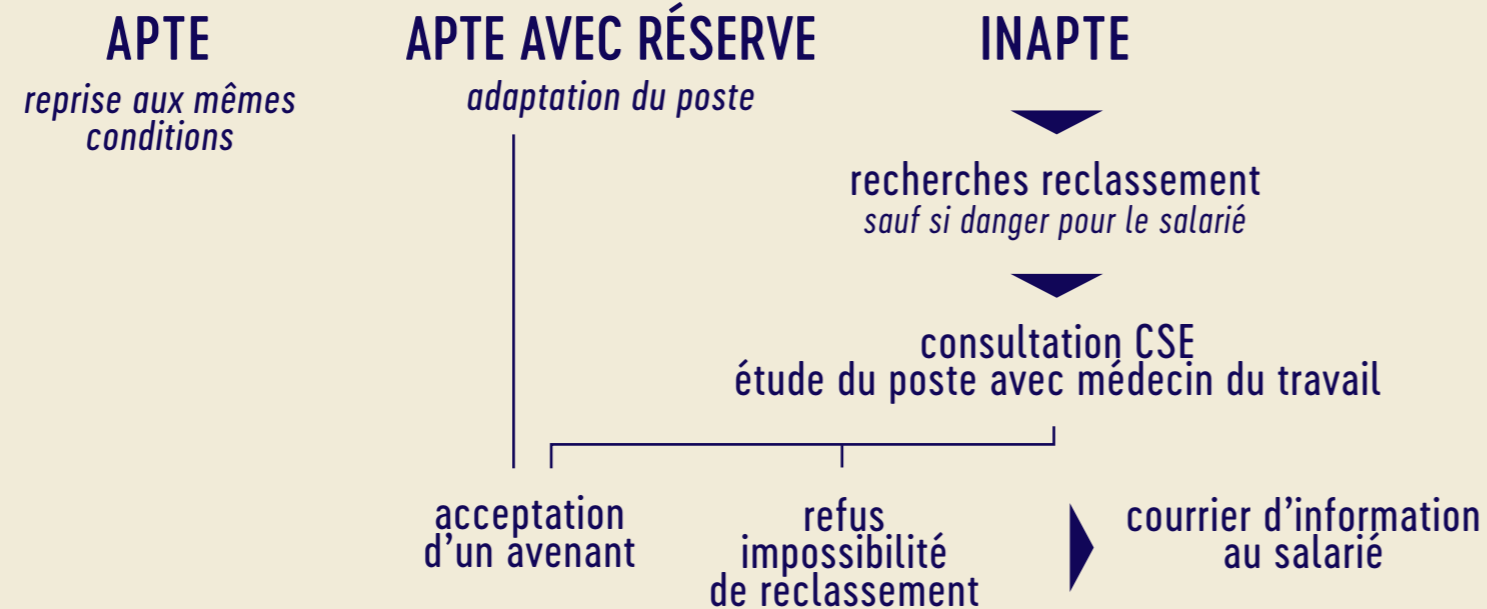 APTE
reprise aux mêmes
conditions
APTE AVEC RÉSERVE
adaptation du poste
INAPTE
recherches reclassement
sauf si danger pour le salarié
consultation CSE
étude du poste avec médecin du travail
acceptation
d'un avenant
refus
impossibilité
de reclassement
courrier d'information
au salarié